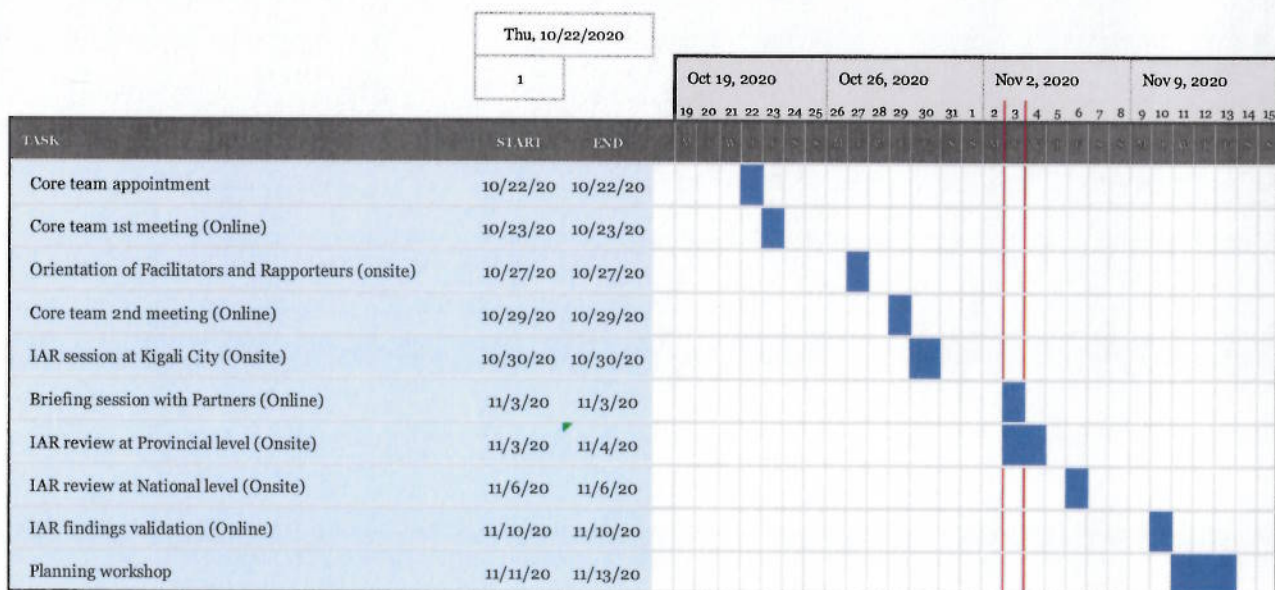 Thu, 10/22/2020
1
Oct 19, 2020 Oct 26, 2020 Nov 2, 2020 Nov 9, 2020
19 20 21 22 23 24 25 26 27 28 29 30 31 1 2 3 4 5 6 7 8 9 10 11 12 13 14 15
TASK START END
Core team appointment 10/22/20 10/22/20
Core team 1st meeting (Online) 10/23/20 10/23/20
Orientation of Facilitators and Rapporteurs (onsite) 10/27/20 10/27/20
Core team 2nd meeting (Online) 10/29/20 10/29/20
IAR session at Kigali City (Onsite) 10/30/20 10/30/20
Briefing session with Partners (Online) 11/3/20 11/3/20
IAR review at Provincial level (Onsite) 11/3/20 11/4/20
IAR review at National level (Onsite) 11/6/20 11/6/20
IAR findings validation (Online) 11/10/20 11/10/20
Planning workshop 11/11/20 11/13/20